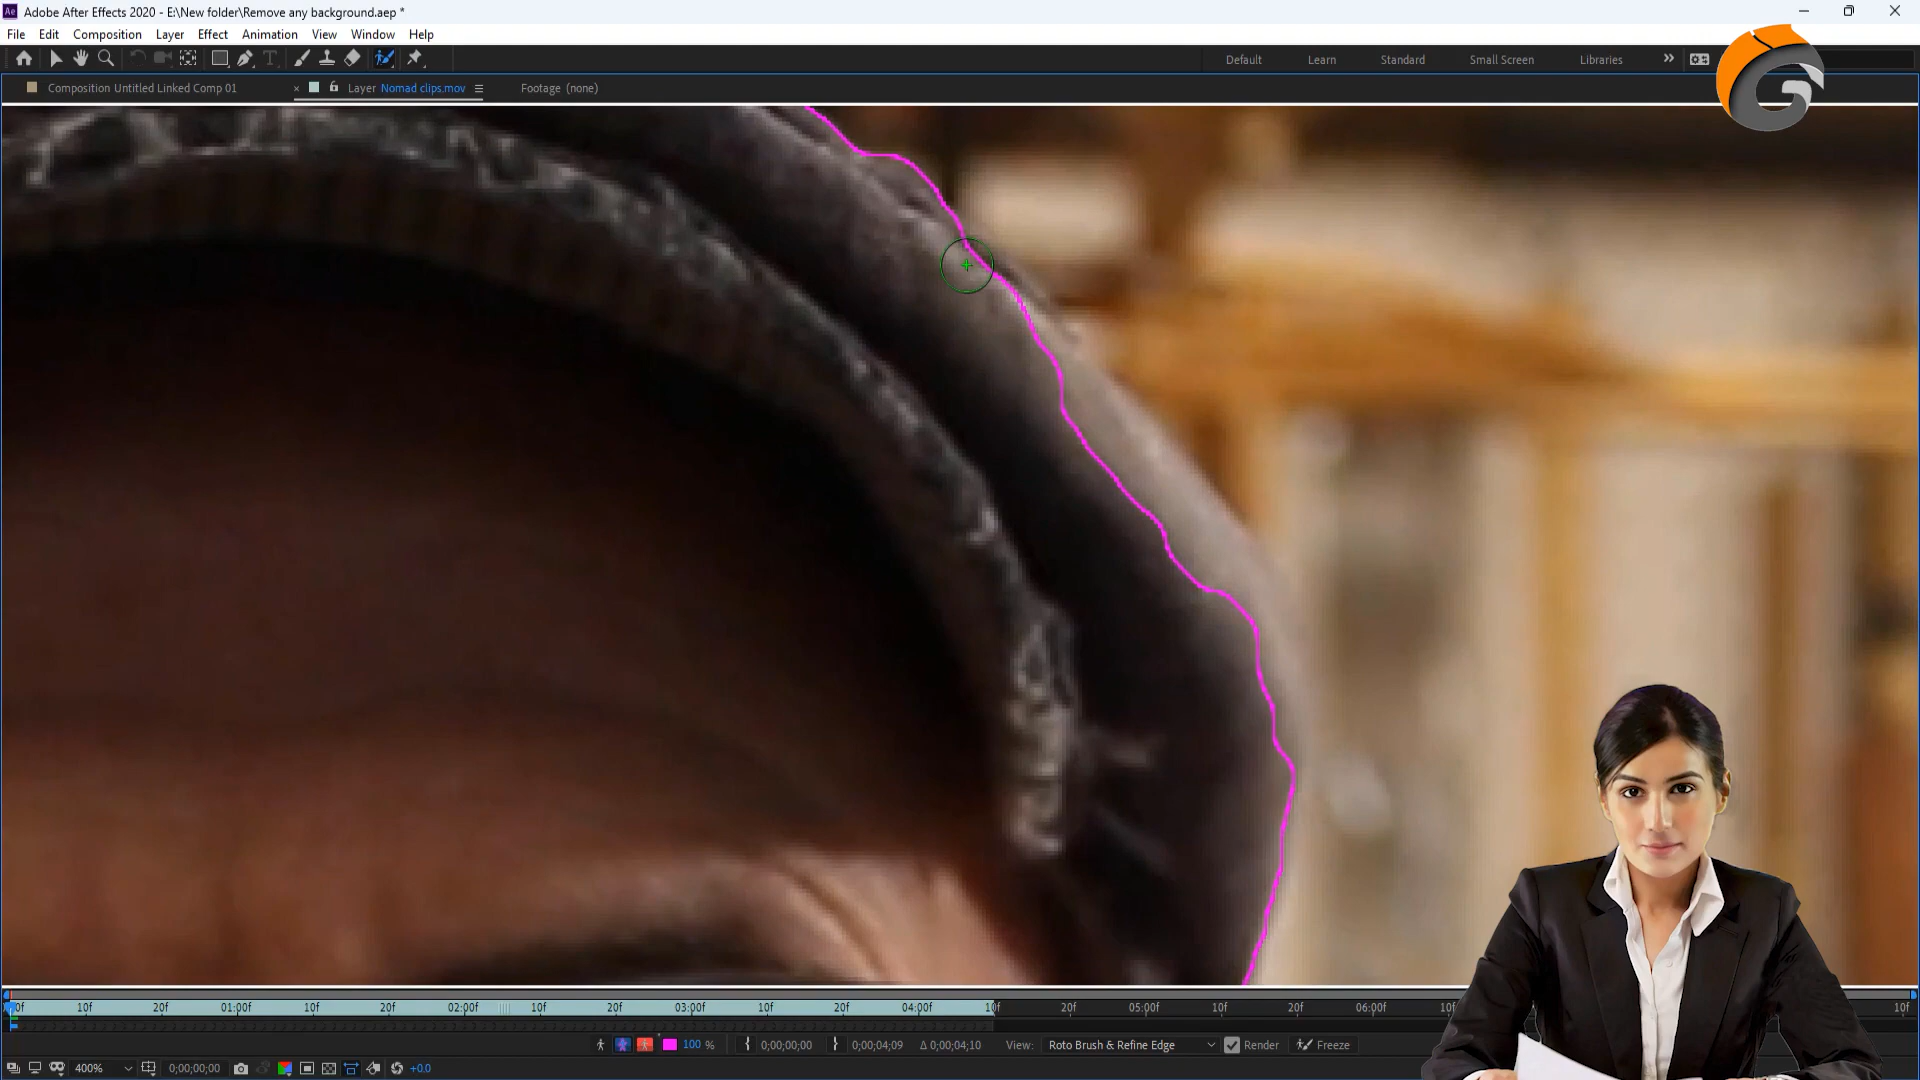 Ae Adobe After Effects 2020 - E:\New folder\Remove any background.aep *
File Edit Composition Layer Effect Animation View Window Help
Default Learn Standard Small Screen Libraries
Composition Untitled Linked Comp 01 × Layer Nomad clips.mov Footage (none)
10f 20f 01:00f 10f 20f 02:00f 10f 20f 03:00f 10f 20f 04:00f 10f 20f 05:00f 10f 20f 06:00f 10f
100 % 0;00;00;00 0;00;04;09 Δ 0;00;04;10 View: Roto Brush & Refine Edge Render Freeze
400% 0;00;00;00 +0.0